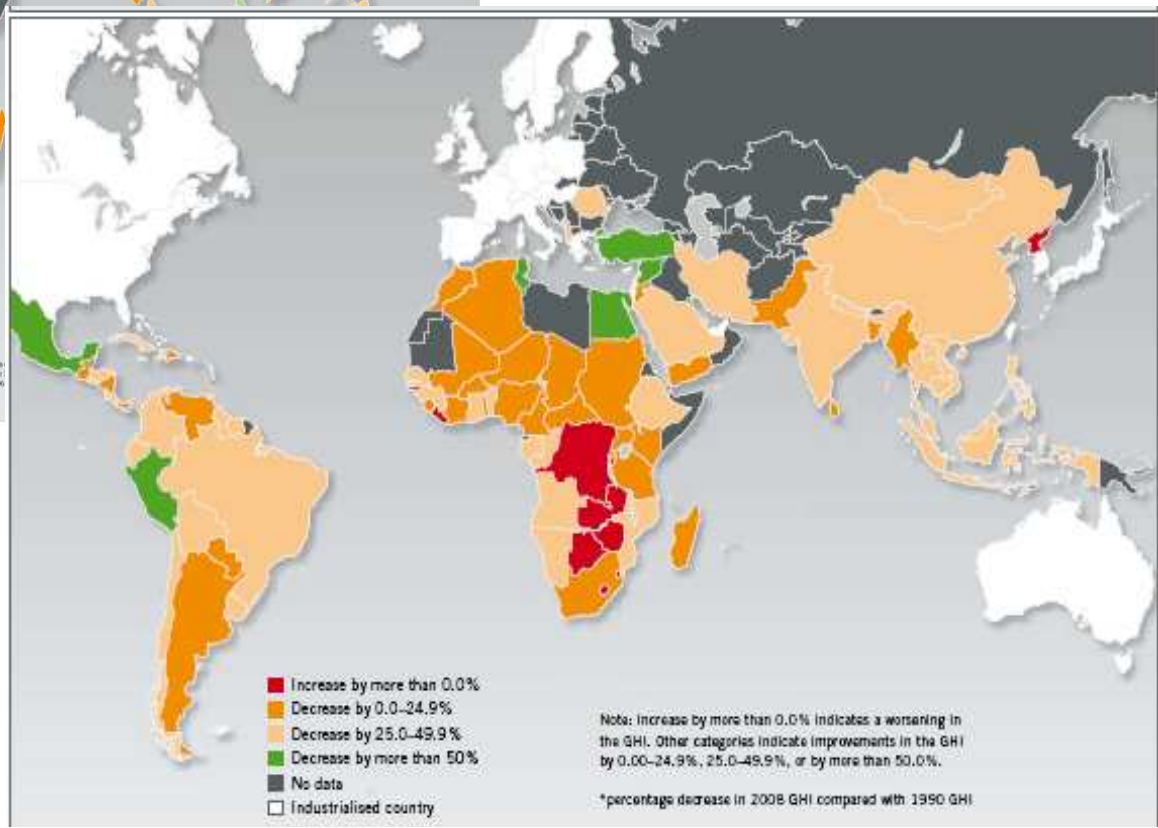 Increase by more than 0.0%
Decrease by 0.0–24.9%
Decrease by 25.0–49.9%
Decrease by more than 50%
No data
Industrialised country
Note: Increase by more than 0.0% indicates a worsening in
the GHI. Other categories indicate improvements in the GHI
by 0.00–24.9%, 25.0–49.9%, or by more than 50.0%.
*percentage decrease in 2008 GHI compared with 1990 GHI